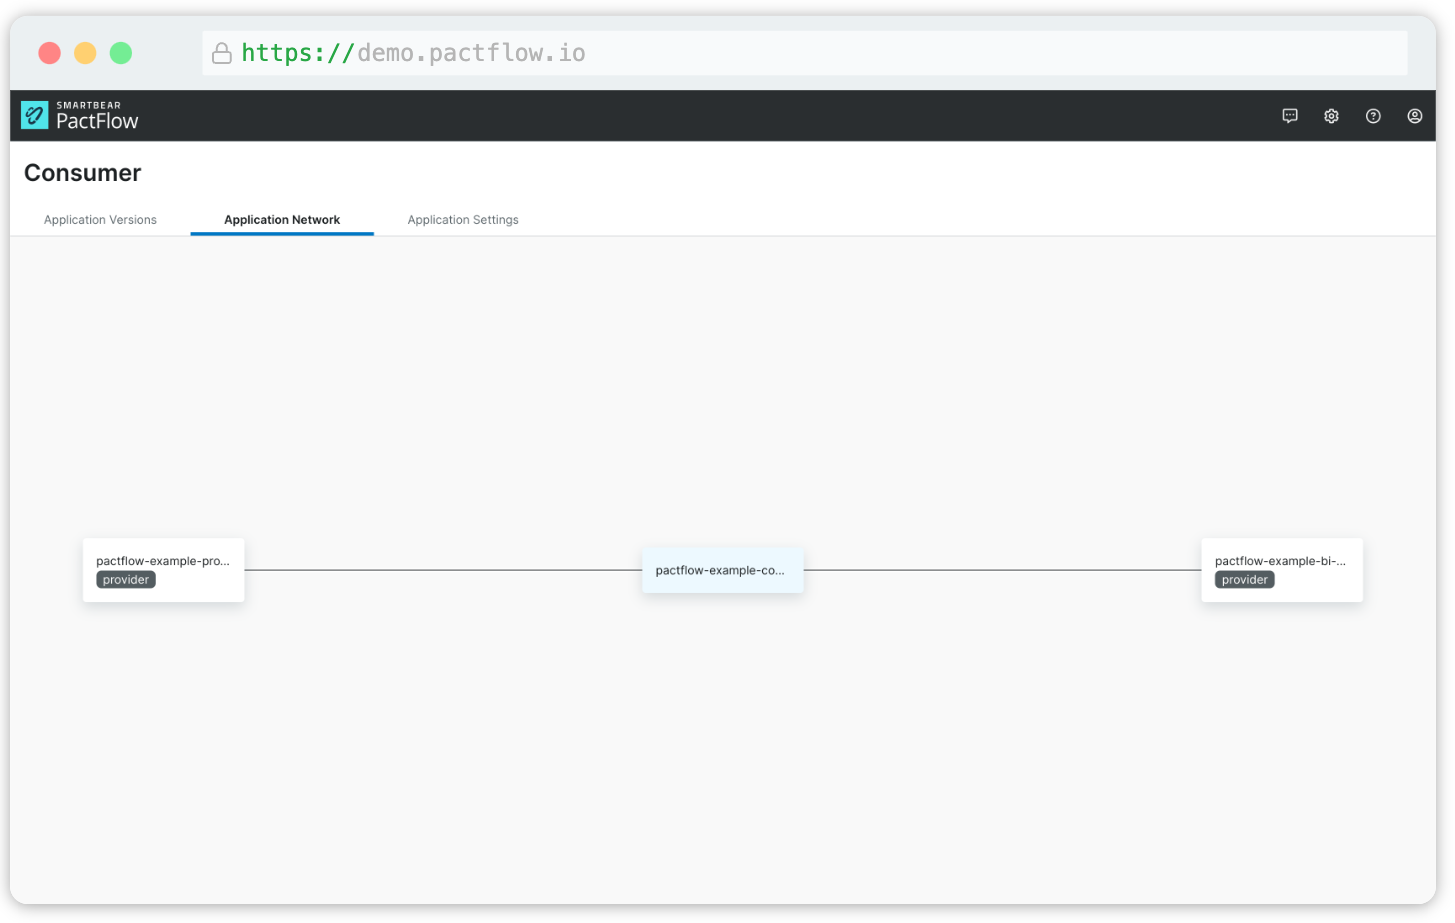 https://demo.pactflow.io
SMARTBEAR
PactFlow
Consumer
Application Versions
Application Network
Application Settings
pactflow-example-pro...
provider
pactflow-example-co...
pactflow-example-bi-...
provider